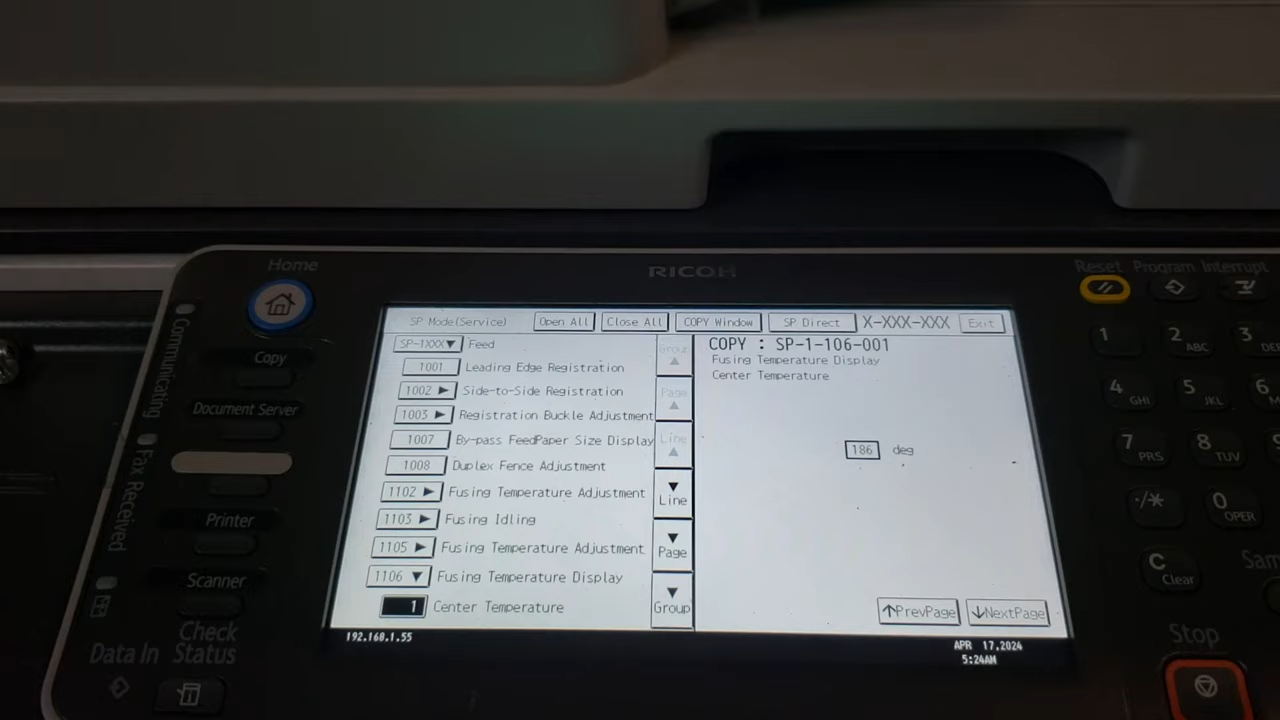 Home
RICOH
Reset Program Interrupt
SP Mode(Service) Open All Close All COPY Window SP Direct X-XXX-XXX Exit
SP-1XXX▼ Feed
1001 Leading Edge Registration
1002 ► Side-to-Side Registration
1003 ► Registration Buckle Adjustment
1007 By-pass FeedPaper Size Display
1008 Duplex Fence Adjustment
1102 ► Fusing Temperature Adjustment
1103 ► Fusing Idling
1105 ► Fusing Temperature Adjustment
1106 ▼ Fusing Temperature Display
1 Center Temperature
Group
▲
Page
▲
Line
▲
▼
Line
▼
Page
▼
Group
COPY : SP-1-106-001
Fusing Temperature Display
Center Temperature
186 deg
↑PrevPage ↓NextPage
192.168.1.55
APR 17,2024
5:24AM
Communicating
Fax Received
Copy
Document Server
Printer
Scanner
Check
Status
Data In
1 2 ABC 3
4 GHI 5 JKL 6
7 PRS 8 TUV
·/* 0 OPER
C Clear
Stop